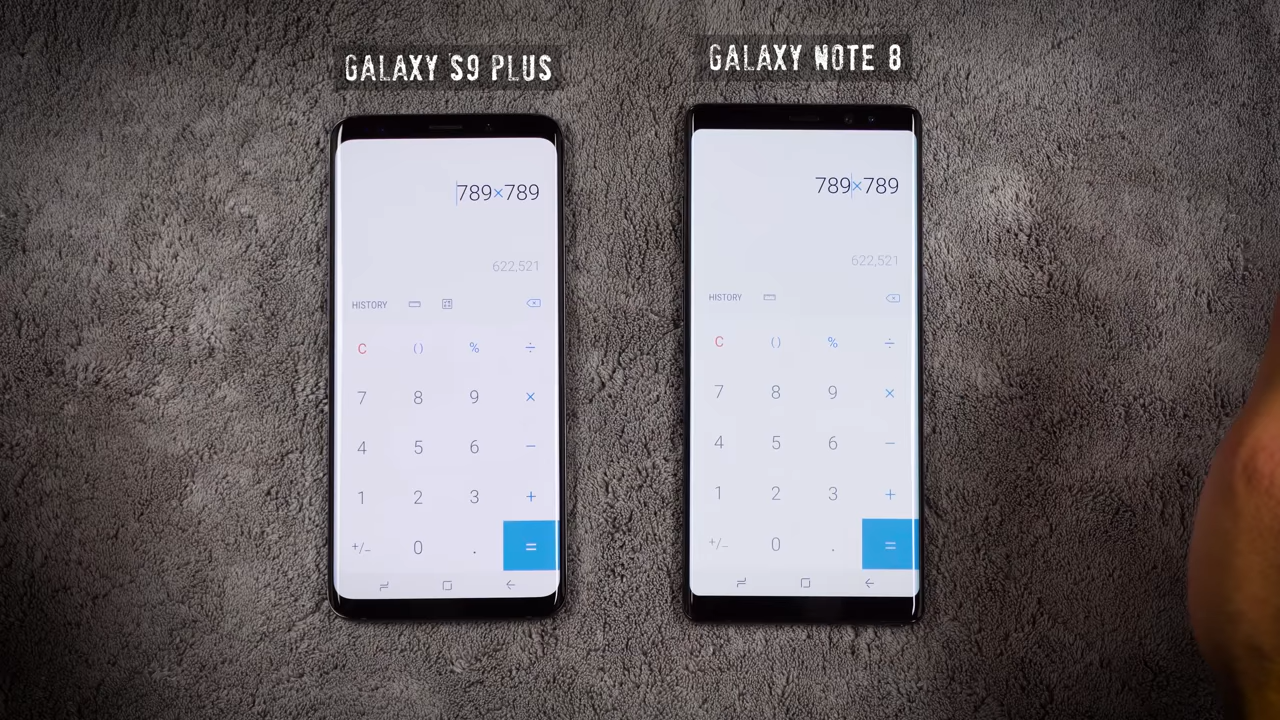 GALAXY S9 PLUS
789×789
622,521
HISTORY
C () % ÷
7 8 9 ×
4 5 6 −
1 2 3 +
+/− 0 . =
GALAXY NOTE 8
789×789
622,521
HISTORY
C () % ÷
7 8 9 ×
4 5 6 −
1 2 3 +
+/− 0 . =